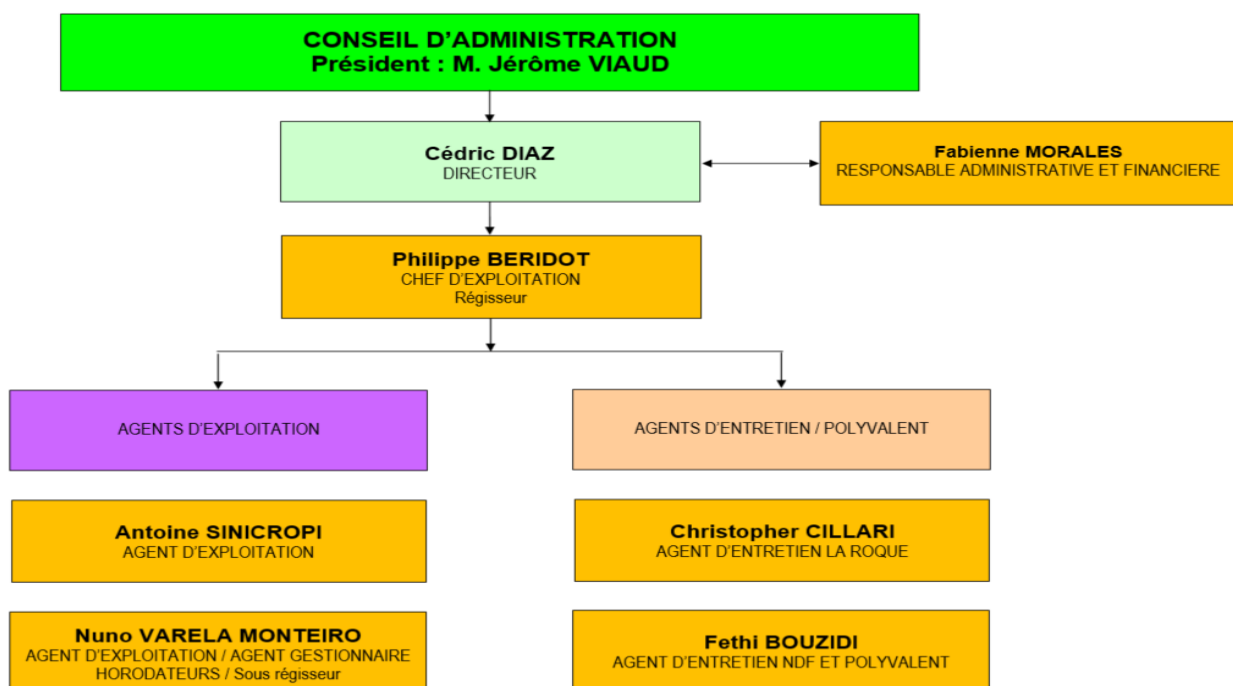 CONSEIL D'ADMINISTRATION
Président : M. Jérôme VIAUD
Cédric DIAZ
DIRECTEUR
Fabienne MORALES
RESPONSABLE ADMINISTRATIVE ET FINANCIERE
Philippe BERIDOT
CHEF D'EXPLOITATION
Régisseur
AGENTS D'EXPLOITATION
AGENTS D'ENTRETIEN / POLYVALENT
Antoine SINICROPI
AGENT D'EXPLOITATION
Christopher CILLARI
AGENT D'ENTRETIEN LA ROQUE
Nuno VARELA MONTEIRO
AGENT D'EXPLOITATION / AGENT GESTIONNAIRE
HORODATEURS / Sous régisseur
Fethi BOUZIDI
AGENT D'ENTRETIEN NDF ET POLYVALENT